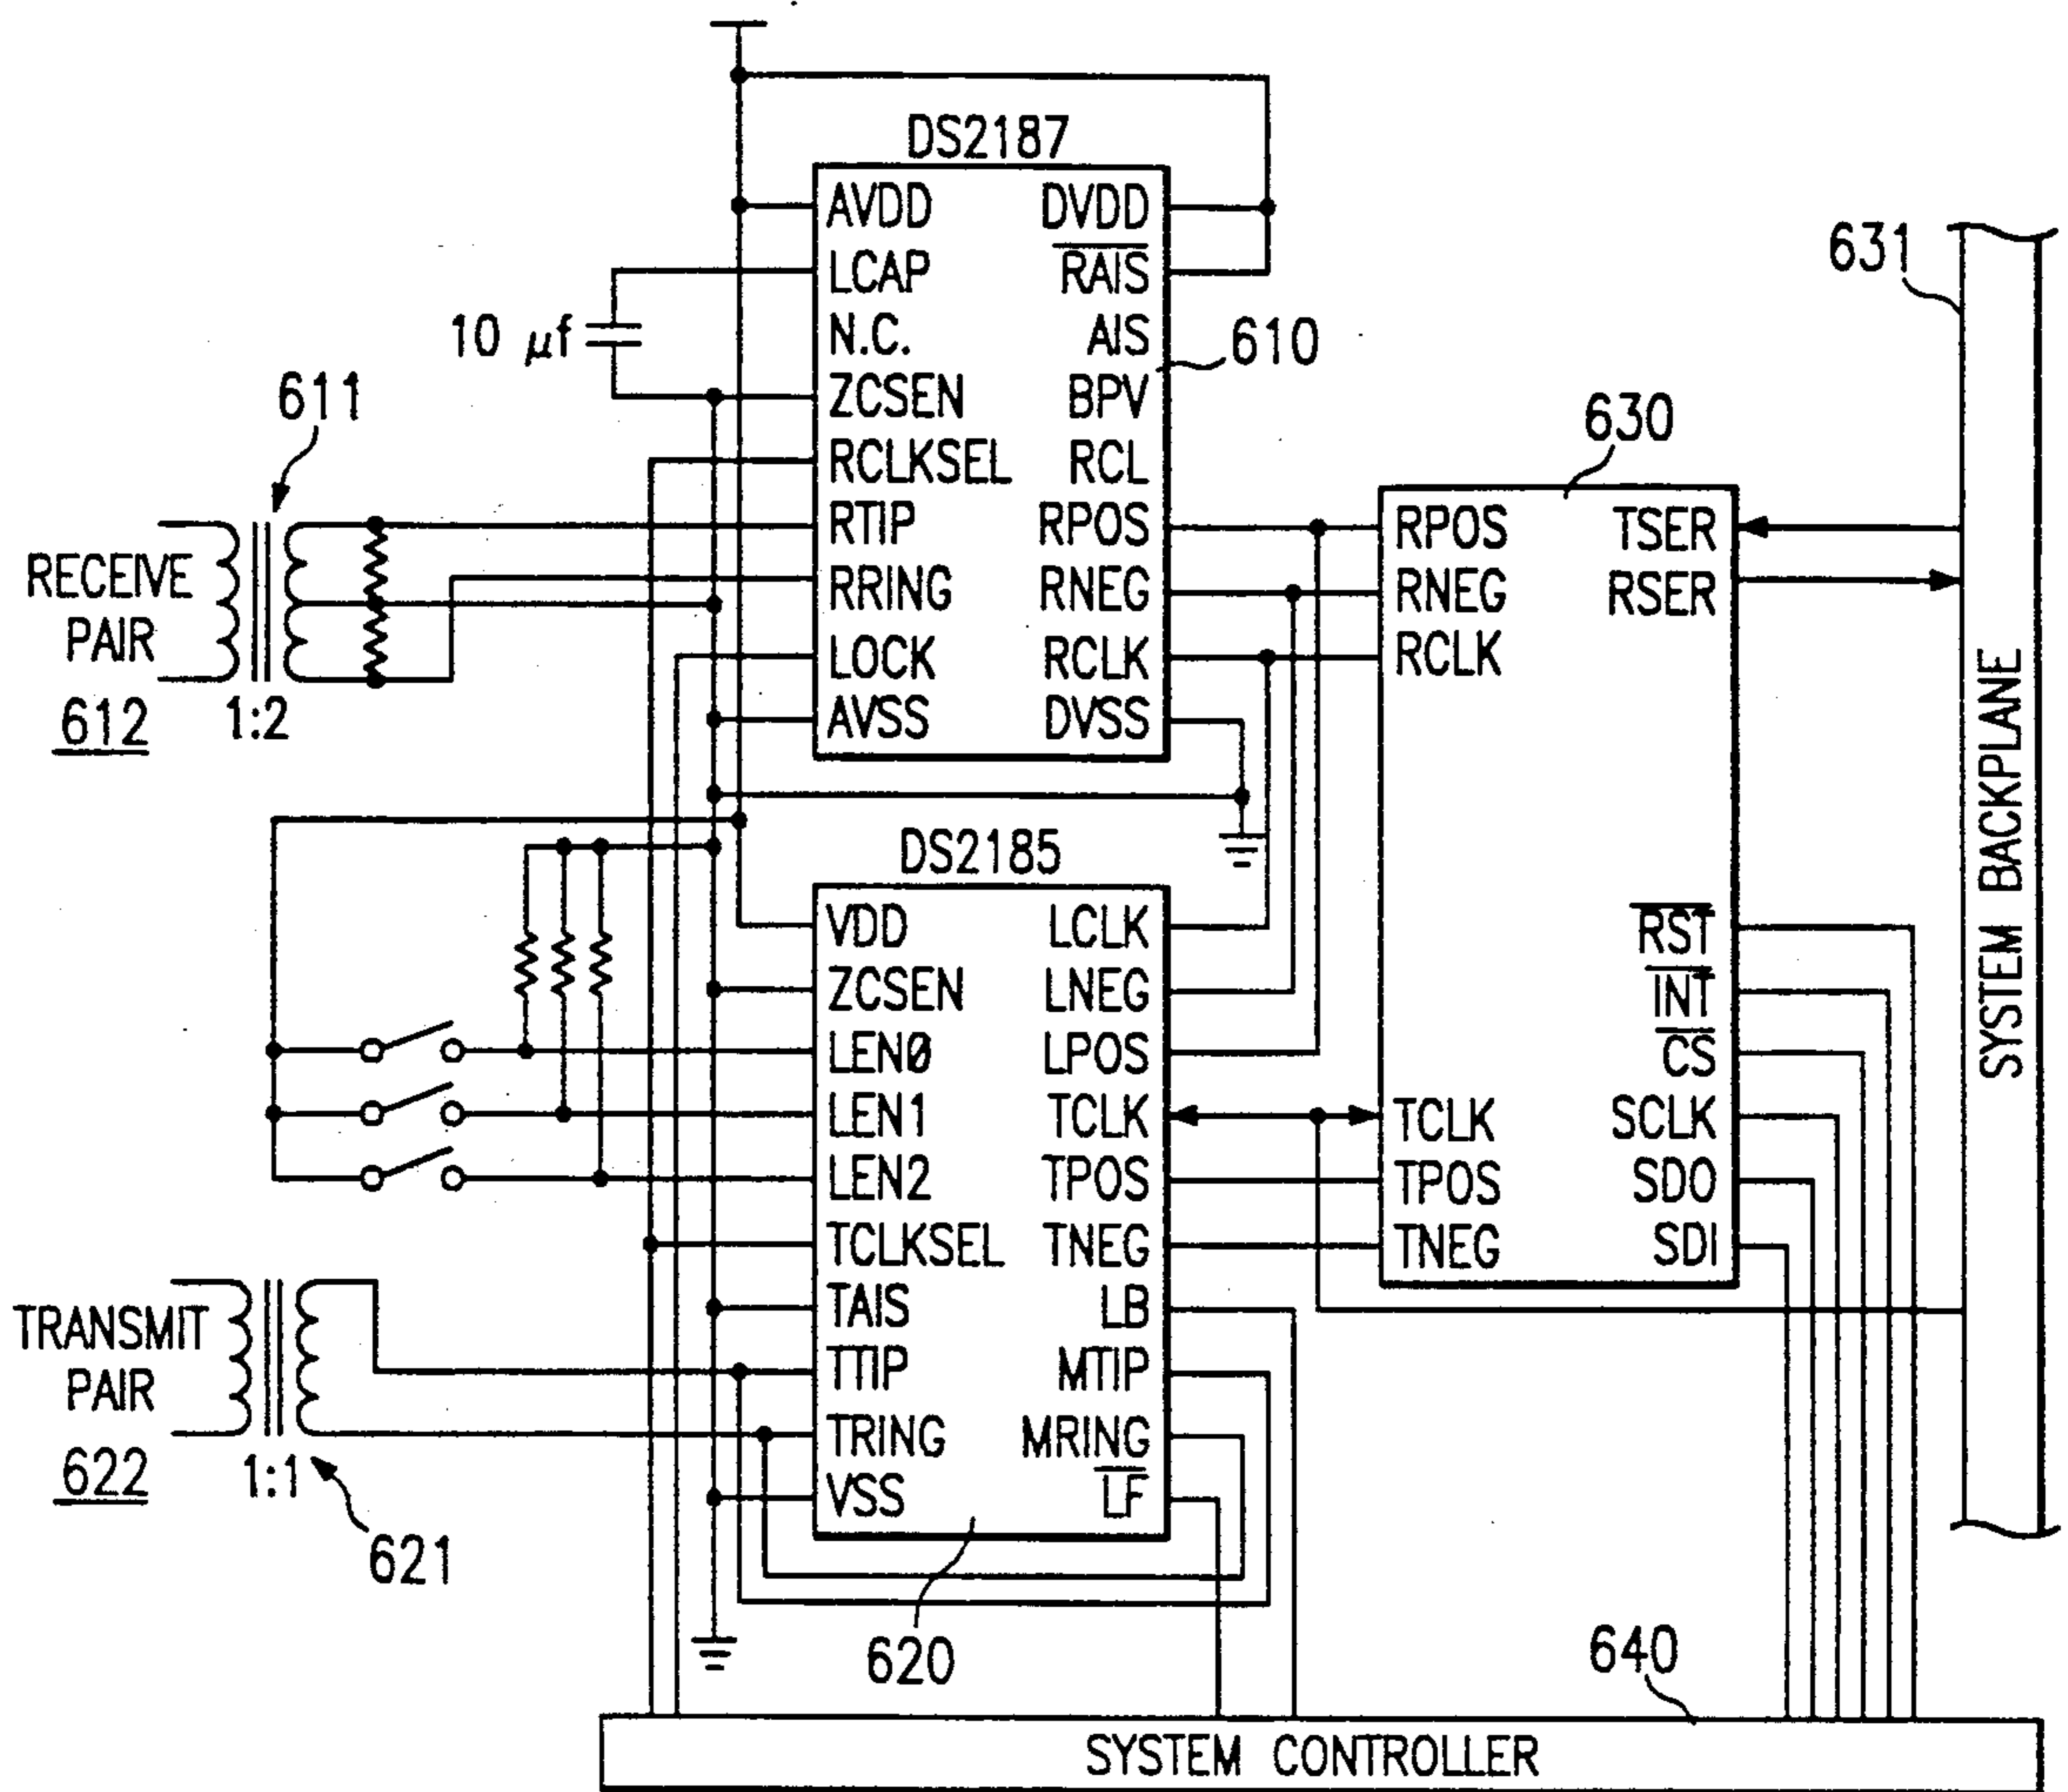 DS2187
AVDD DVDD
LCAP RAIS
N.C. AIS
ZCSEN BPV
RCLKSEL RCL
RTIP RPOS
RRING RNEG
LOCK RCLK
AVSS DVSS
10 µf
610
611
RECEIVE
PAIR
612
1:2
630
RPOS TSER
RNEG RSER
RCLK
RST
INT
CS
TCLK SCLK
TPOS SDO
TNEG SDI
631
SYSTEM BACKPLANE
DS2185
VDD LCLK
ZCSEN LNEG
LEN0 LPOS
LEN1 TCLK
LEN2 TPOS
TCLKSEL TNEG
TAIS LB
TTIP MTIP
TRING MRING
VSS LF
TRANSMIT
PAIR
622
1:1
621
620
640
SYSTEM CONTROLLER